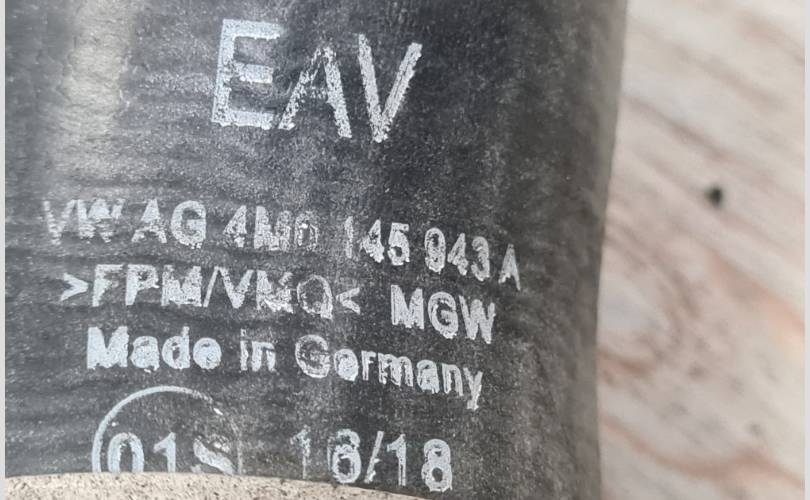 EAV
VW AG 4M0 145 943 A
>FPM/VMQ< MGW
Made in Germany
01S 16/18